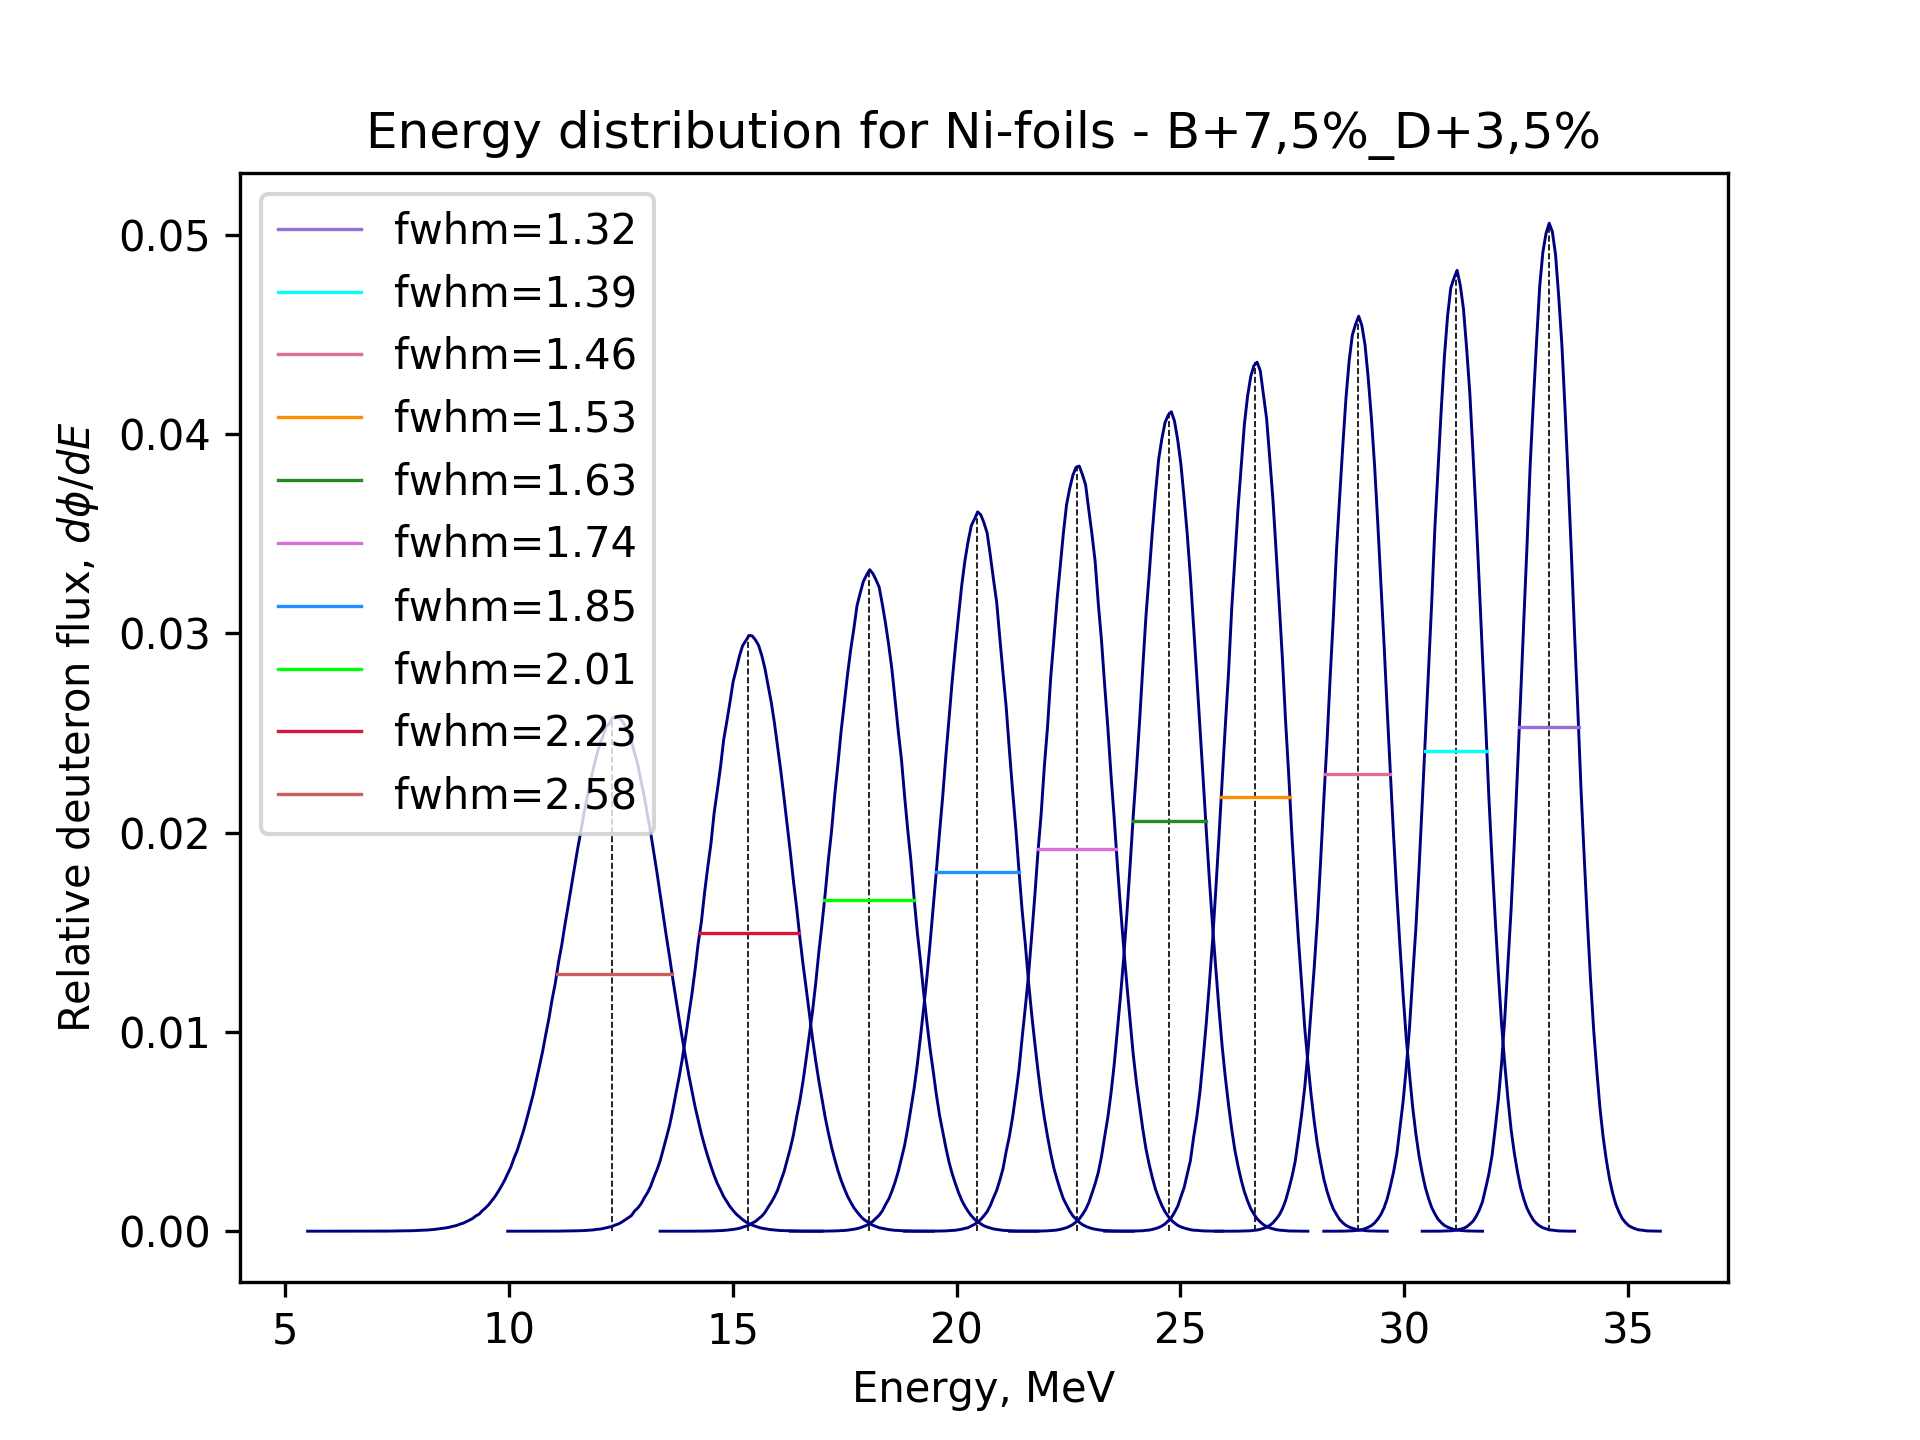 Energy distribution for Ni-foils - B+7,5%_D+3,5%
fwhm=1.32
fwhm=1.39
fwhm=1.46
fwhm=1.53
fwhm=1.63
fwhm=1.74
fwhm=1.85
fwhm=2.01
fwhm=2.23
fwhm=2.58
Relative deuteron flux, dϕ/dE
0.05
0.04
0.03
0.02
0.01
0.00
5 10 15 20 25 30 35
Energy, MeV